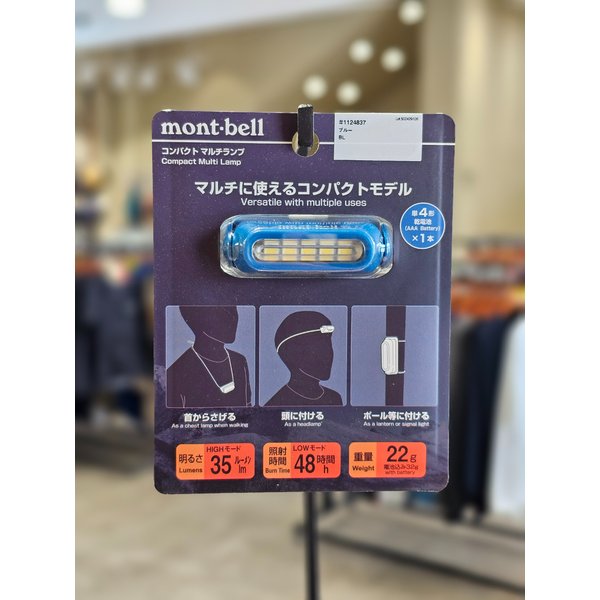 mont-bell
コンパクト マルチランプ
Compact Multi Lamp
#1124837
ブルー
BL
マルチに使えるコンパクトモデル
Versatile with multiple uses
単4形
乾電池
(AAA Battery)
×1本
首からさげる
As a chest lamp when walking
頭に付ける
As a headlamp
ポール等に付ける
As a lantern or signal light
明るさ
Lumens
HIGHモード
35ルーメン
lm
照射
時間
Burn Time
LOWモード
48時間
h
重量
Weight
22g
電池込み32g
with battery